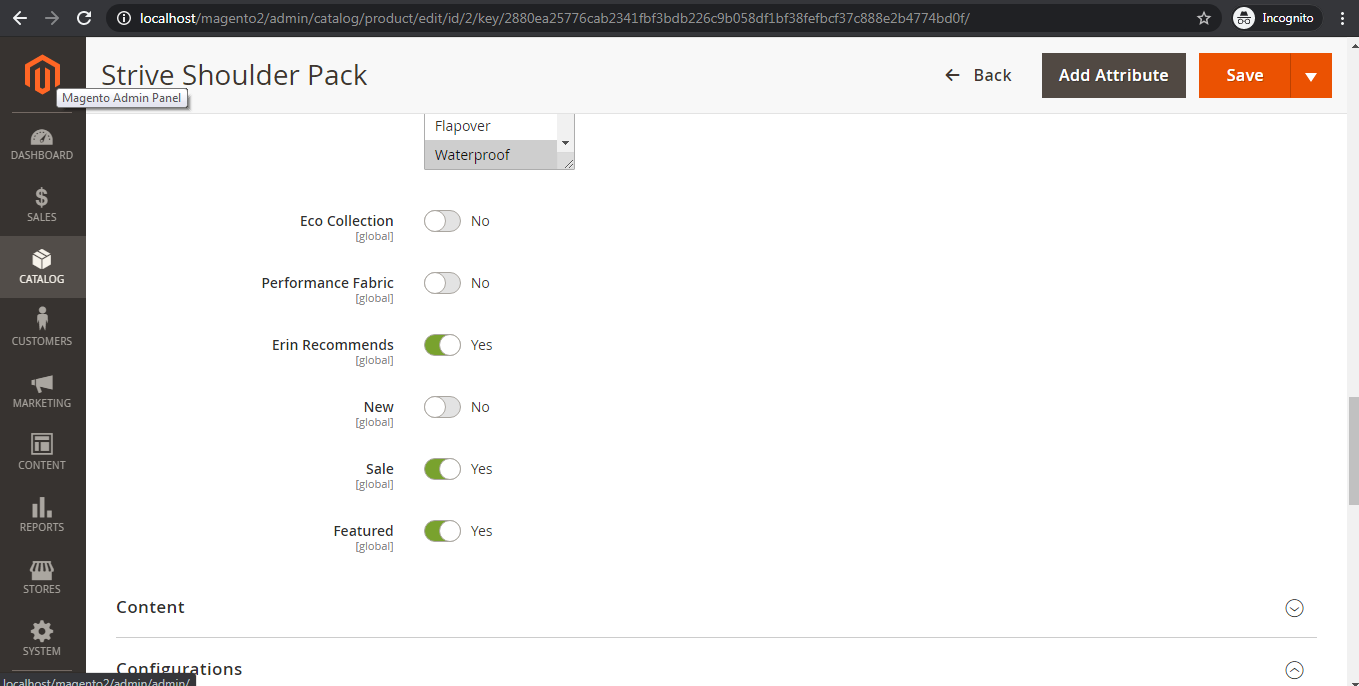 localhost/magento2/admin/catalog/product/edit/id/2/key/2880ea25776cab2341fbf3bdb226c9b058df1bf38fefbcf37c888e2b4774bd0f/
Incognito
Strive Shoulder Pack
Back
Add Attribute
Save
Magento Admin Panel
DASHBOARD
SALES
CATALOG
CUSTOMERS
MARKETING
CONTENT
REPORTS
STORES
SYSTEM
Flapover
Waterproof
Eco Collection
[global]
No
Performance Fabric
[global]
No
Erin Recommends
[global]
Yes
New
[global]
No
Sale
[global]
Yes
Featured
[global]
Yes
Content
Configurations
localhost/magento2/admin/admin/